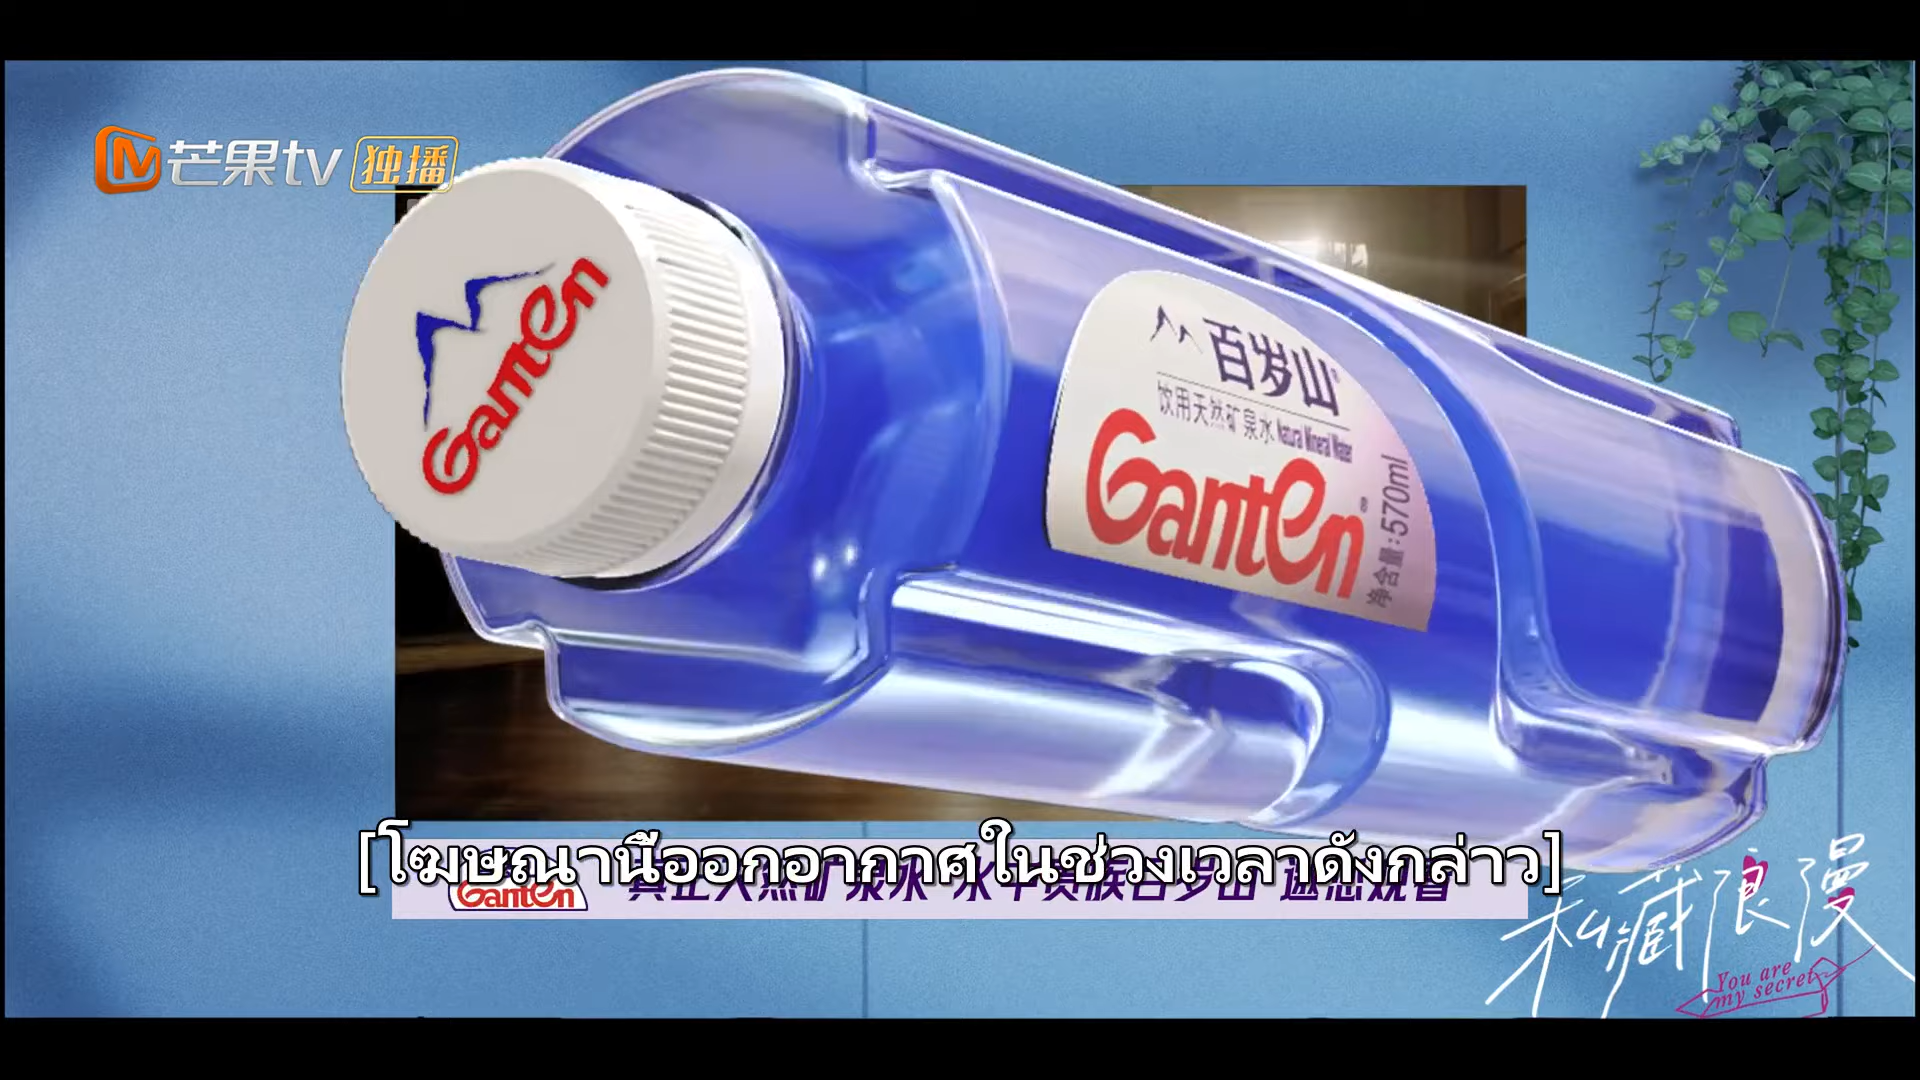 芒果tv 独播
Ganten
百岁山
饮用天然矿泉水 Natural Mineral Water
Ganten
净含量:570ml
[โฆษณานี้ออกอากาศในช่วงเวลาดังกล่าว]
Ganten
私藏浪漫
You are
my secret